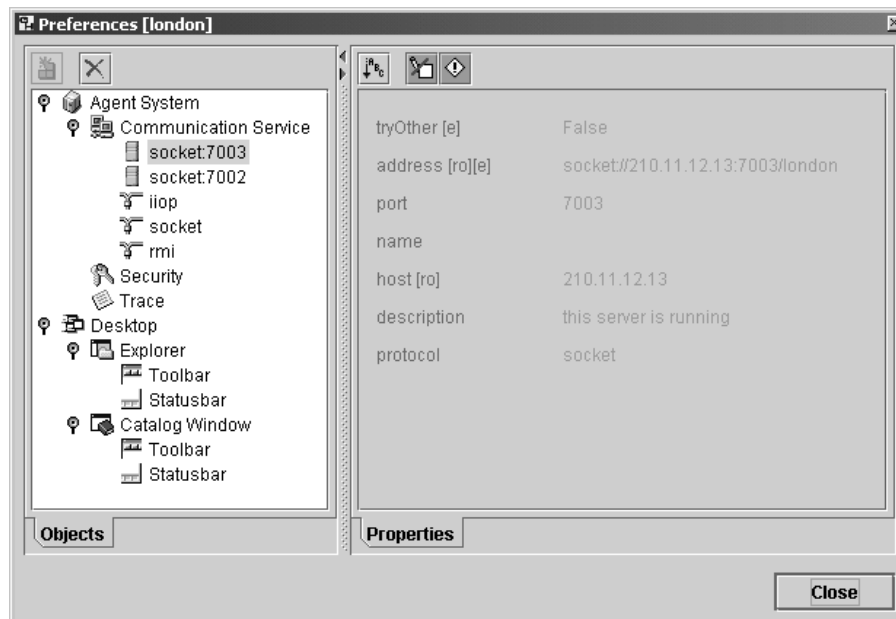 Preferences [london]
Agent System
Communication Service
socket:7003
socket:7002
iiop
socket
rmi
Security
Trace
Desktop
Explorer
Toolbar
Statusbar
Catalog Window
Toolbar
Statusbar
Objects
tryOther [e] False
address [ro][e] socket://210.11.12.13:7003/london
port 7003
name
host [ro] 210.11.12.13
description this server is running
protocol socket
Properties
Close